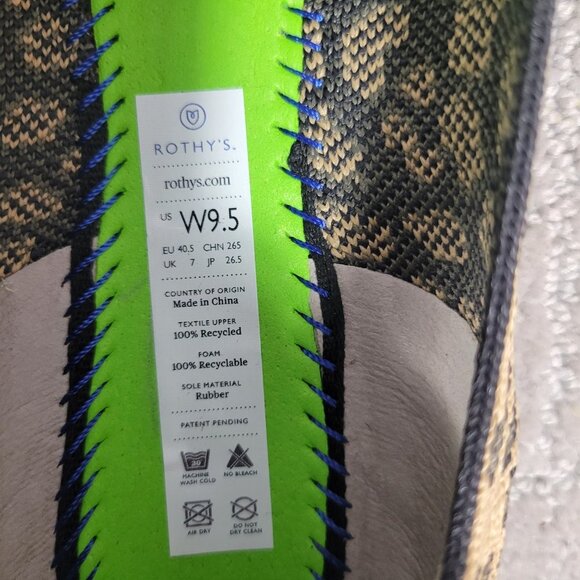 ROTHY'S.
rothys.com
US W9.5
EU 40.5 CHN 265
UK 7 JP 26.5
COUNTRY OF ORIGIN
Made in China
TEXTILE UPPER
100% Recycled
FOAM
100% Recyclable
SOLE MATERIAL
Rubber
PATENT PENDING
30
MACHINE WASH COLD
NO BLEACH
AIR DRY
DO NOT DRY CLEAN